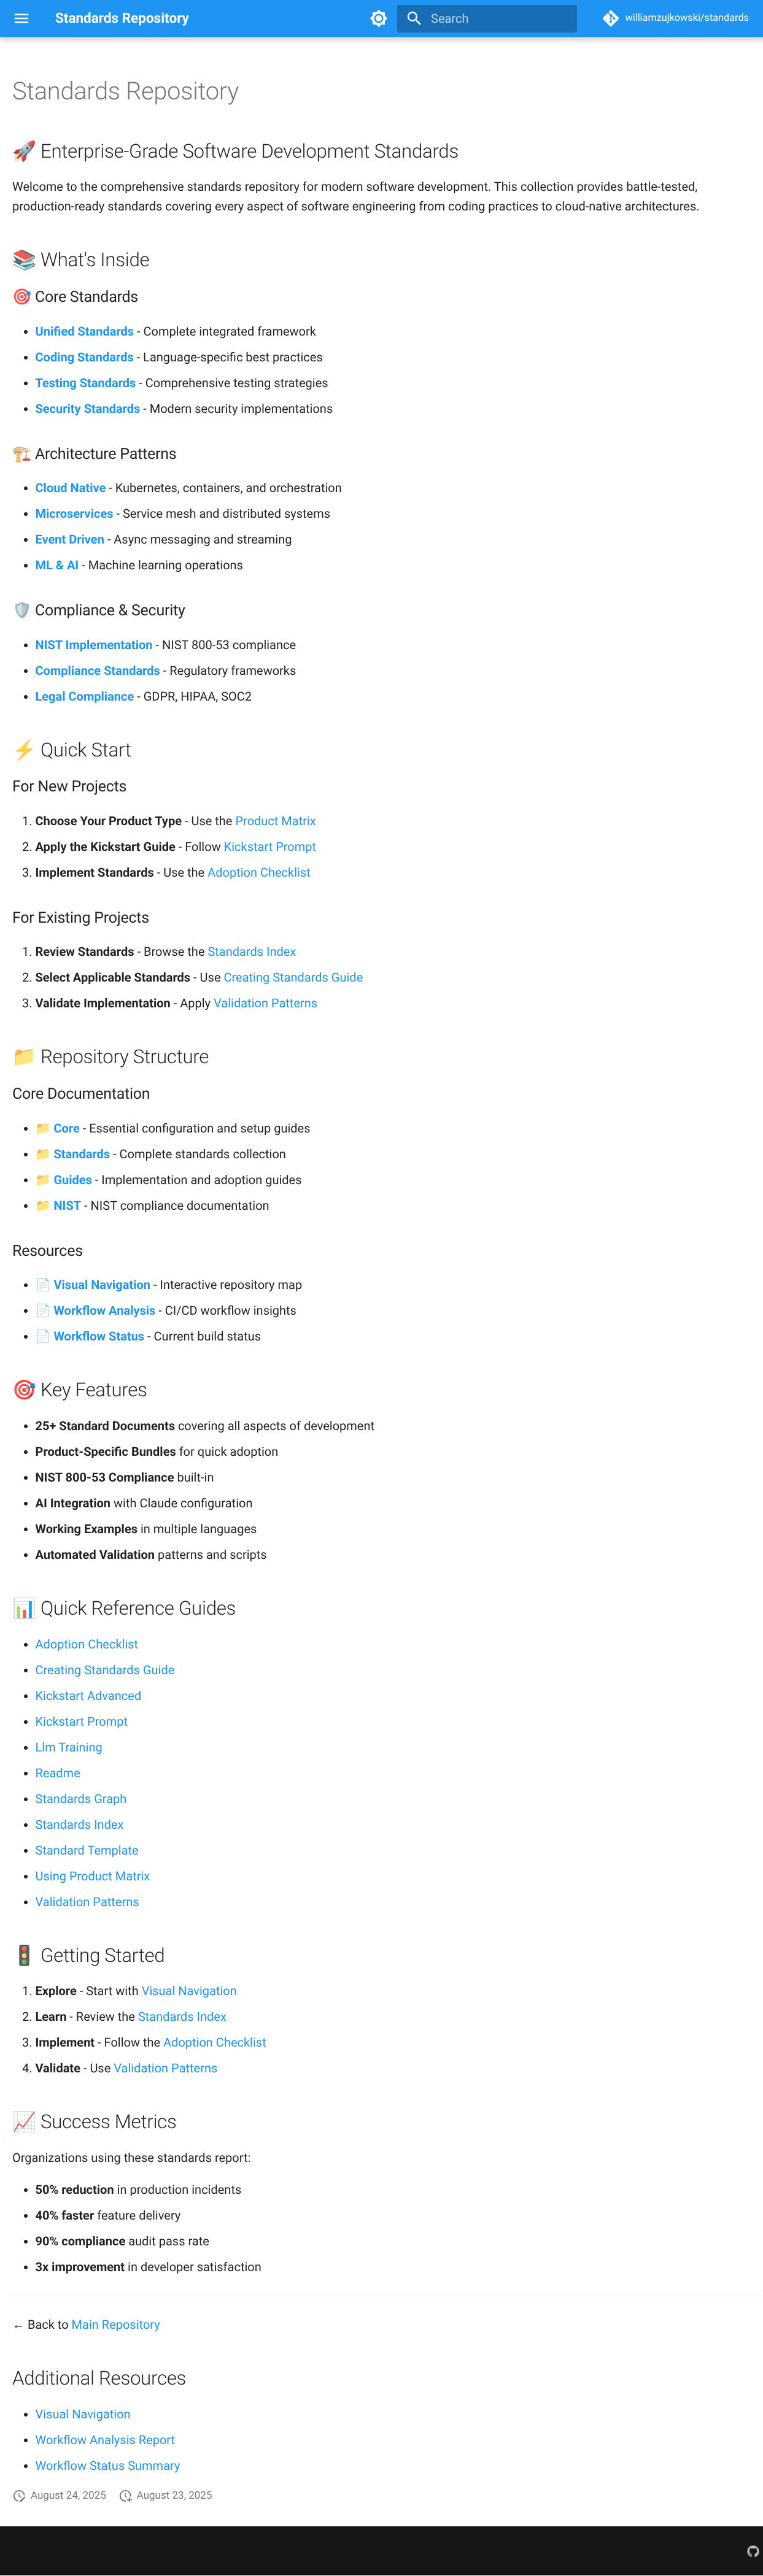 Standards Repository
Search
williamzujkowski/standards
Standards Repository
🚀 Enterprise-Grade Software Development Standards
Welcome to the comprehensive standards repository for modern software development. This collection provides battle-tested,
production-ready standards covering every aspect of software engineering from coding practices to cloud-native architectures.
📚 What's Inside
🎯 Core Standards
• Unified Standards - Complete integrated framework
• Coding Standards - Language-specific best practices
• Testing Standards - Comprehensive testing strategies
• Security Standards - Modern security implementations
🏗️ Architecture Patterns
• Cloud Native - Kubernetes, containers, and orchestration
• Microservices - Service mesh and distributed systems
• Event Driven - Async messaging and streaming
• ML & AI - Machine learning operations
🛡️ Compliance & Security
• NIST Implementation - NIST 800-53 compliance
• Compliance Standards - Regulatory frameworks
• Legal Compliance - GDPR, HIPAA, SOC2
⚡ Quick Start
For New Projects
1. Choose Your Product Type - Use the Product Matrix
2. Apply the Kickstart Guide - Follow Kickstart Prompt
3. Implement Standards - Use the Adoption Checklist
For Existing Projects
1. Review Standards - Browse the Standards Index
2. Select Applicable Standards - Use Creating Standards Guide
3. Validate Implementation - Apply Validation Patterns
📁 Repository Structure
Core Documentation
• 📁 Core - Essential configuration and setup guides
• 📁 Standards - Complete standards collection
• 📁 Guides - Implementation and adoption guides
• 📁 NIST - NIST compliance documentation
Resources
• 📄 Visual Navigation - Interactive repository map
• 📄 Workflow Analysis - CI/CD workflow insights
• 📄 Workflow Status - Current build status
🎯 Key Features
• 25+ Standard Documents covering all aspects of development
• Product-Specific Bundles for quick adoption
• NIST 800-53 Compliance built-in
• AI Integration with Claude configuration
• Working Examples in multiple languages
• Automated Validation patterns and scripts
📊 Quick Reference Guides
• Adoption Checklist
• Creating Standards Guide
• Kickstart Advanced
• Kickstart Prompt
• Llm Training
• Readme
• Standards Graph
• Standards Index
• Standard Template
• Using Product Matrix
• Validation Patterns
🚦 Getting Started
1. Explore - Start with Visual Navigation
2. Learn - Review the Standards Index
3. Implement - Follow the Adoption Checklist
4. Validate - Use Validation Patterns
📈 Success Metrics
Organizations using these standards report:
• 50% reduction in production incidents
• 40% faster feature delivery
• 90% compliance audit pass rate
• 3x improvement in developer satisfaction
← Back to Main Repository
Additional Resources
• Visual Navigation
• Workflow Analysis Report
• Workflow Status Summary
August 24, 2025 August 23, 2025